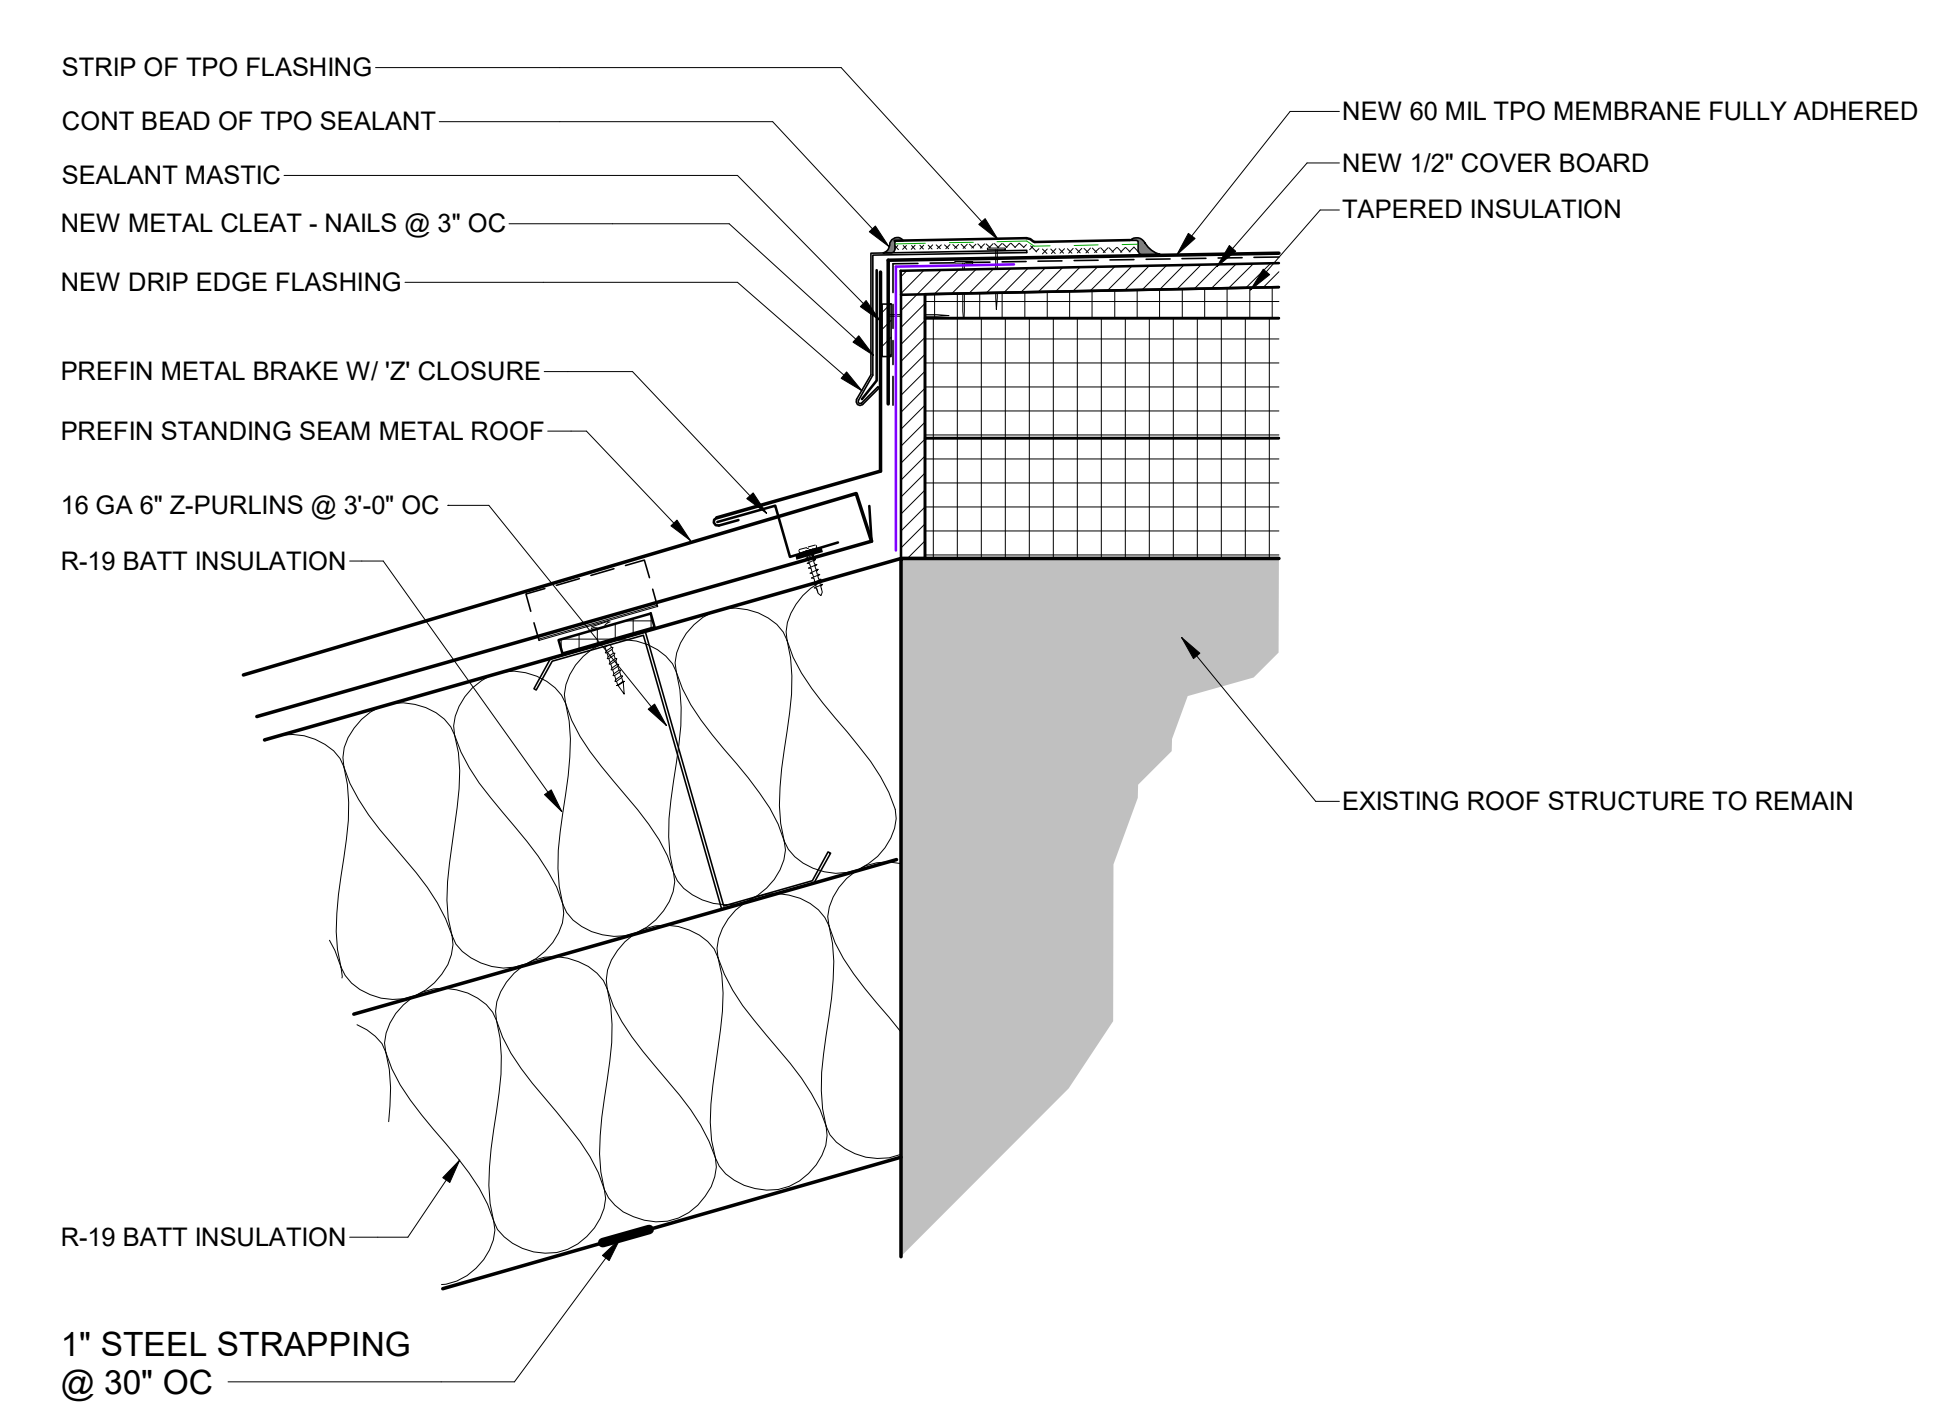 STRIP OF TPO FLASHING
CONT BEAD OF TPO SEALANT
SEALANT MASTIC
NEW METAL CLEAT - NAILS @ 3" OC
NEW DRIP EDGE FLASHING
PREFIN METAL BRAKE W/ 'Z' CLOSURE
PREFIN STANDING SEAM METAL ROOF
16 GA 6" Z-PURLINS @ 3'-0" OC
R-19 BATT INSULATION
R-19 BATT INSULATION
1" STEEL STRAPPING
@ 30" OC
NEW 60 MIL TPO MEMBRANE FULLY ADHERED
NEW 1/2" COVER BOARD
TAPERED INSULATION
EXISTING ROOF STRUCTURE TO REMAIN